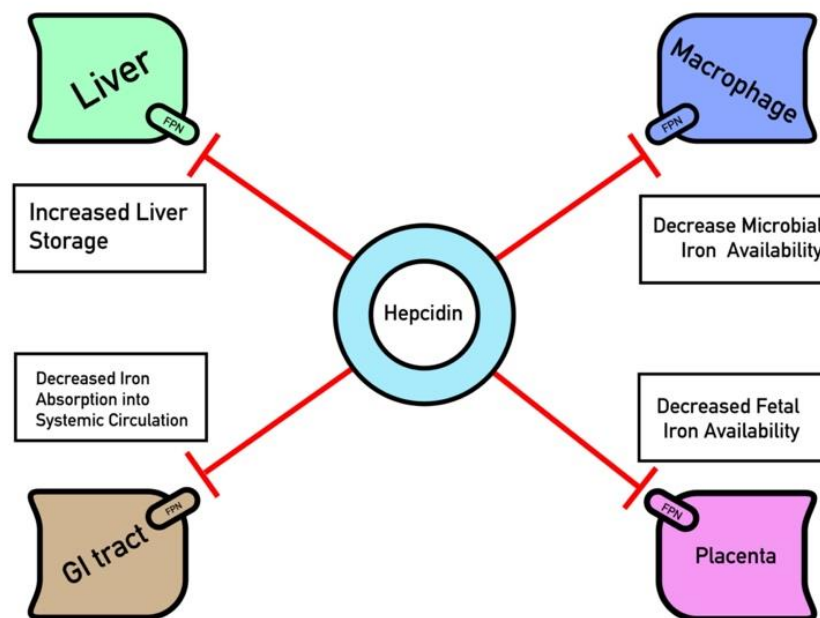 Liver
FPN
Macrophage
FPN
Increased Liver
Storage
Decrease Microbial
Iron Availability
Hepcidin
Decreased Iron
Absorption into
Systemic Circulation
Decreased Fetal
Iron Availability
GI tract
FPN
Placenta
FPN